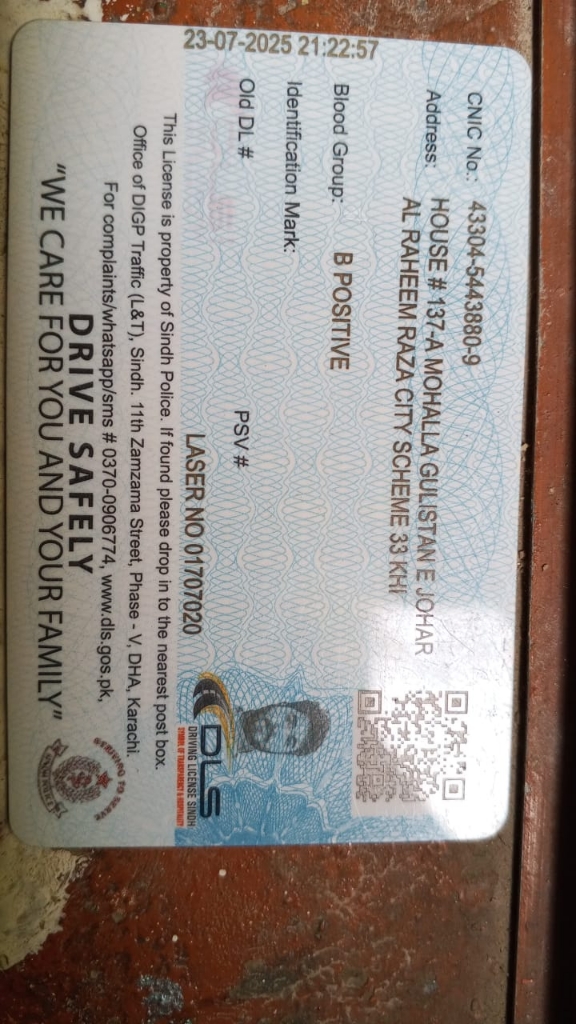 CNIC No.: 43304-5443880-9
Address: HOUSE # 137-A MOHALLA GULISTAN E JOHAR
AL RAHEEM RAZA CITY SCHEME 33 KHI
Blood Group: B POSITIVE
Identification Mark:
Old DL # PSV #
LASER NO 01707020
23-07-2025 21:22:57
DLS
DRIVING LICENSE SINDH
SYMBOL OF TRANSPARENCY & HOSPITALITY
This License is property of Sindh Police. If found please drop in to the nearest post box.
Office of DIGP Traffic (L&T), Sindh. 11th Zamzama Street, Phase - V, DHA, Karachi.
For complaints/whatsapp/sms # 0370-0906774, www.dls.gos.pk,
DRIVE SAFELY
"WE CARE FOR YOU AND YOUR FAMILY"